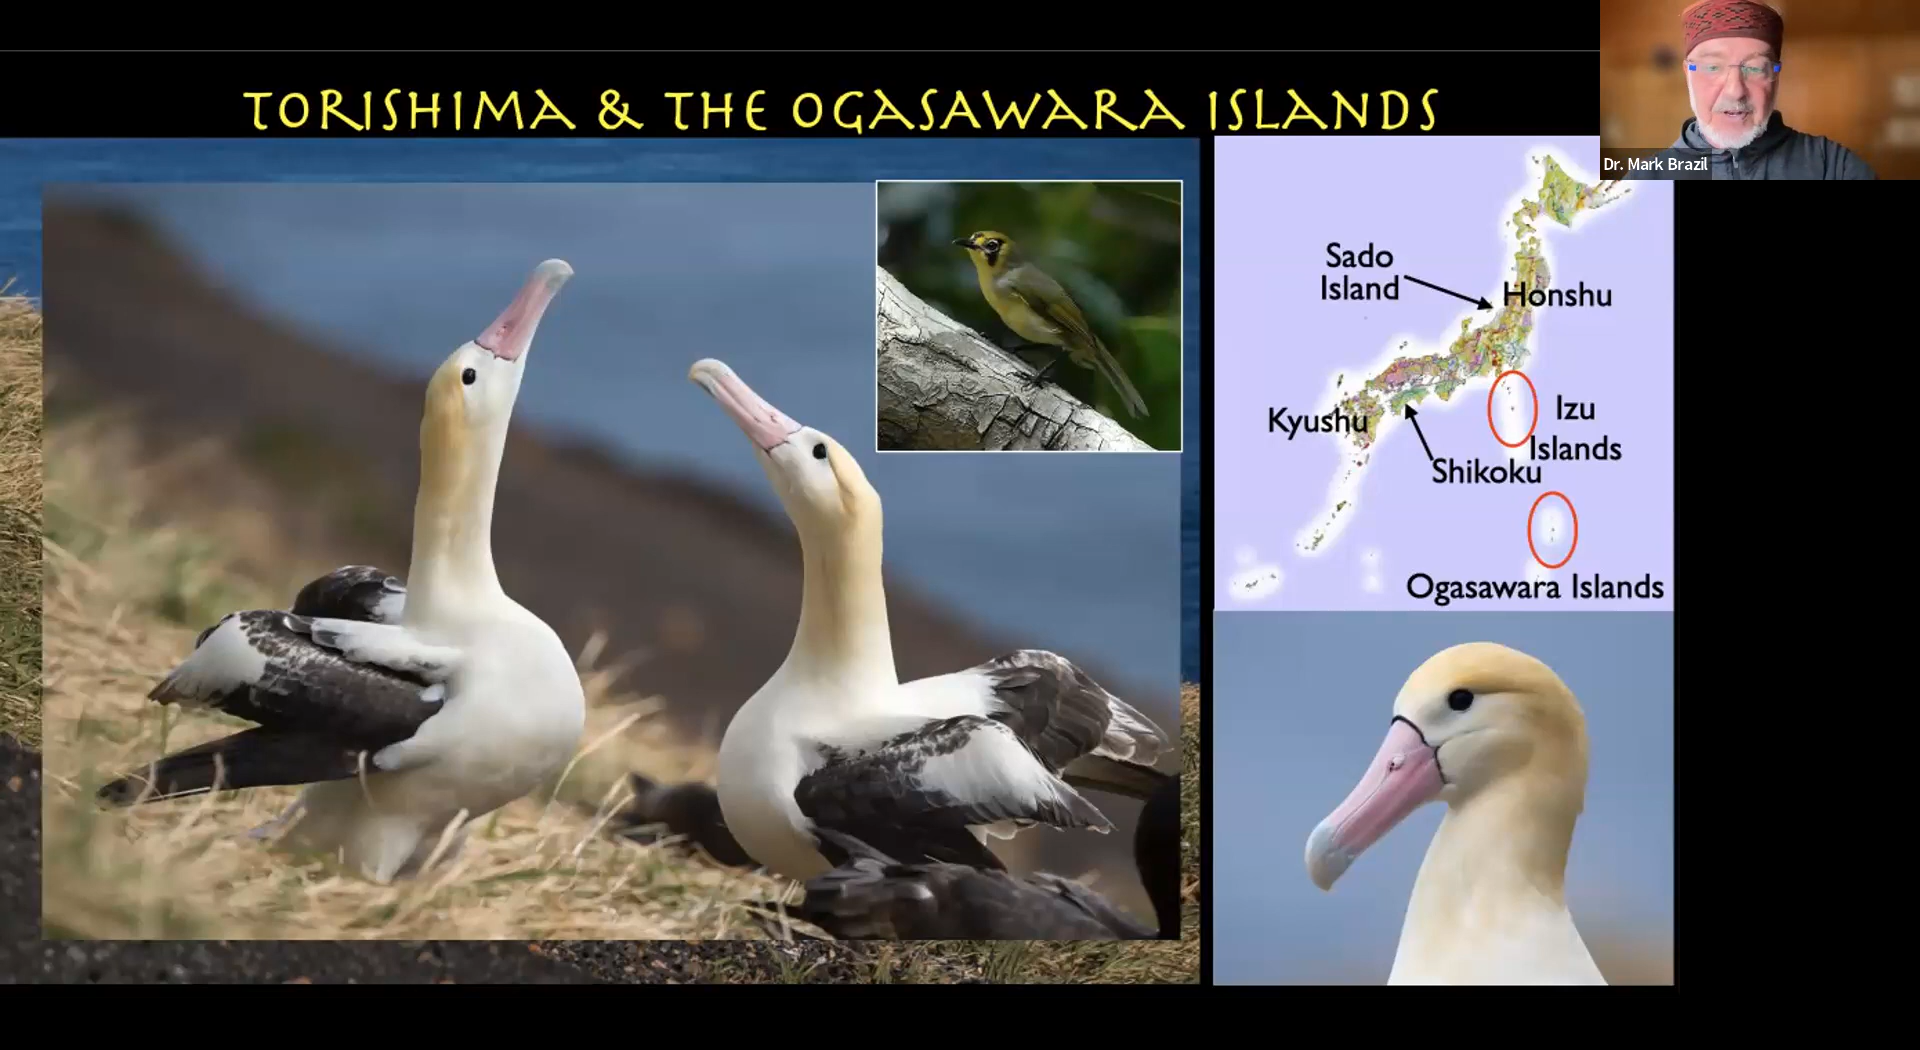 TORISHIMA & THE OGASAWARA ISLANDS
Dr. Mark Brazil
Sado
Island
Honshu
Izu
Islands
Kyushu
Shikoku
Ogasawara Islands